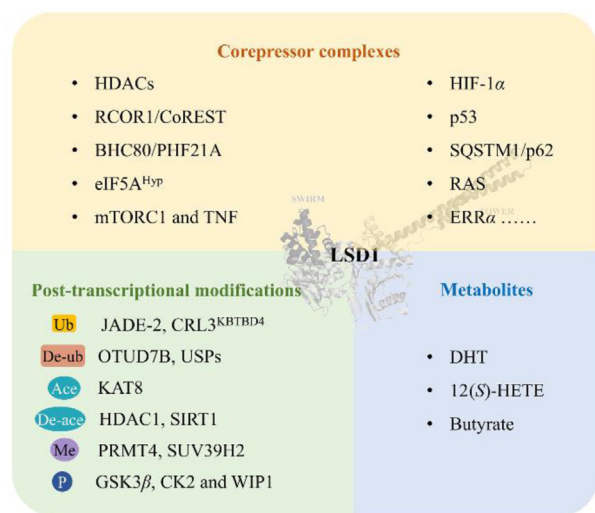 Corepressor complexes
• HDACs
• RCOR1/CoREST
• BHC80/PHF21A
• eIF5A^Hyp
• mTORC1 and TNF
• HIF-1α
• p53
• SQSTM1/p62
• RAS
• ERRα ……
SWIRM
TOWER
LSD1
Post-transcriptional modifications
Ub JADE-2, CRL3^KBTBD4
De-ub OTUD7B, USPs
Ace KAT8
De-ace HDAC1, SIRT1
Me PRMT4, SUV39H2
P GSK3β, CK2 and WIP1
Metabolites
• DHT
• 12(S)-HETE
• Butyrate